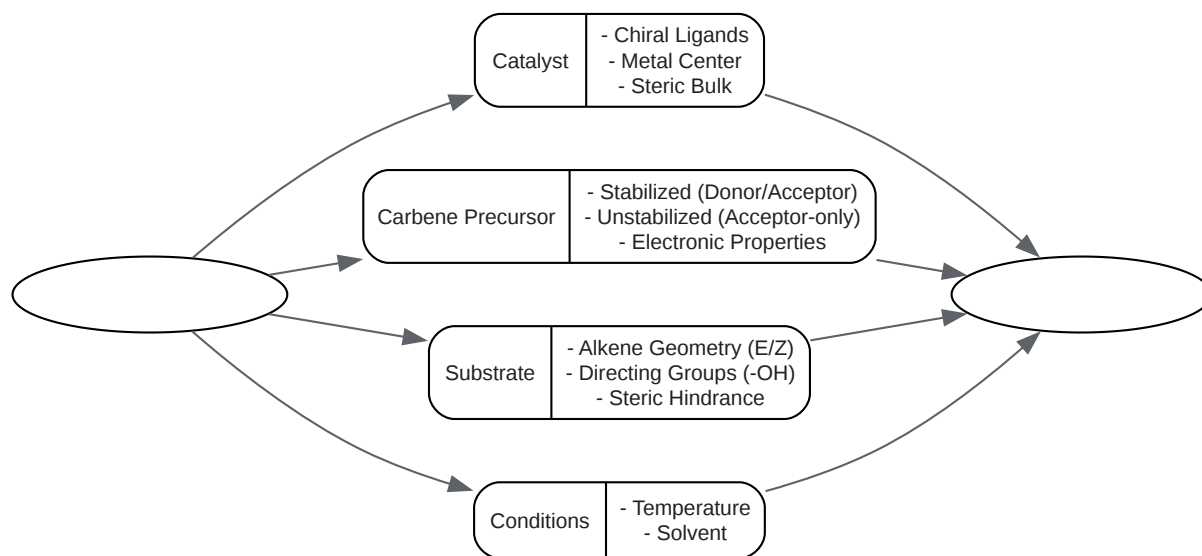 Catalyst
- Chiral Ligands
- Metal Center
- Steric Bulk
Carbene Precursor
- Stabilized (Donor/Acceptor)
- Unstabilized (Acceptor-only)
- Electronic Properties
Substrate
- Alkene Geometry (E/Z)
- Directing Groups (-OH)
- Steric Hindrance
Conditions
- Temperature
- Solvent